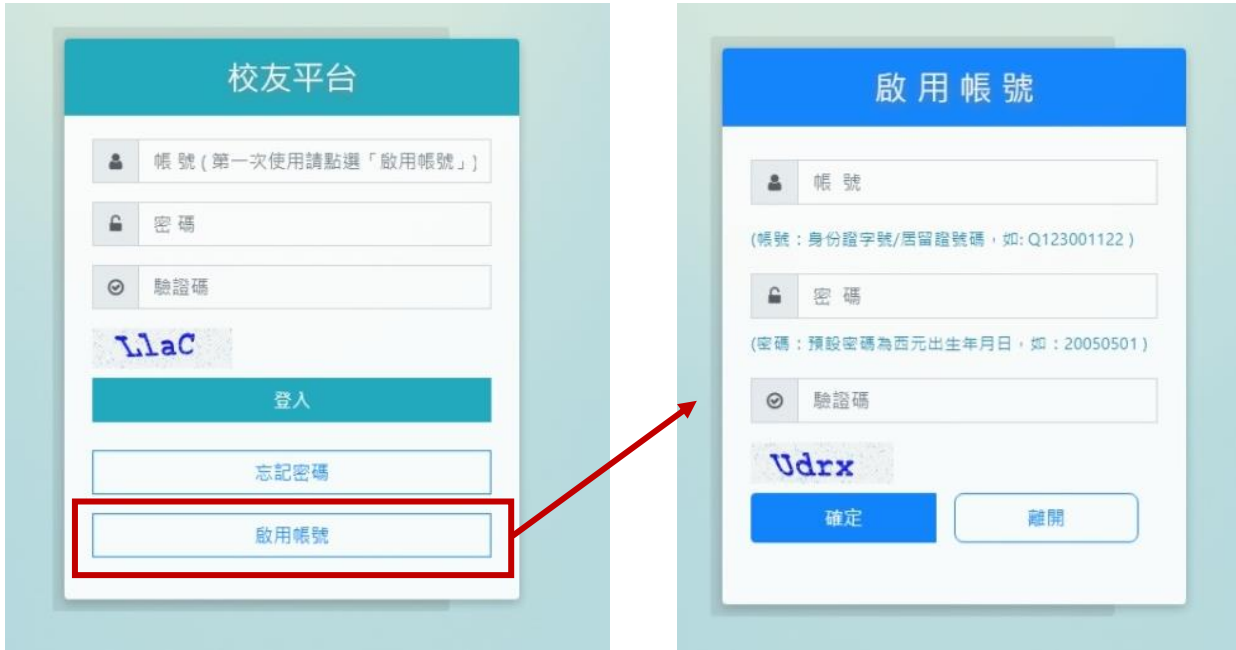 校友平台
帳 號 ( 第一次使用請點選「啟用帳號」)
密 碼
驗證碼
LlaC
登入
忘記密碼
啟用帳號
啟 用 帳 號
帳 號
(帳號：身份證字號/居留證號碼，如: Q123001122 )
密 碼
(密碼：預設密碼為西元出生年月日，如：20050501 )
驗證碼
Udrx
確定
離開